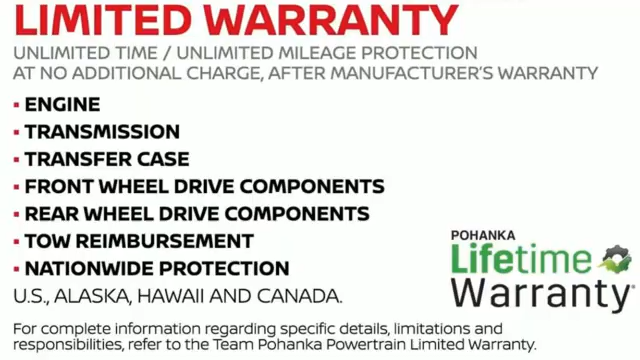 LIMITED WARRANTY
UNLIMITED TIME / UNLIMITED MILEAGE PROTECTION
AT NO ADDITIONAL CHARGE, AFTER MANUFACTURER'S WARRANTY
▪ ENGINE
▪ TRANSMISSION
▪ TRANSFER CASE
▪ FRONT WHEEL DRIVE COMPONENTS
▪ REAR WHEEL DRIVE COMPONENTS
▪ TOW REIMBURSEMENT
▪ NATIONWIDE PROTECTION
U.S., ALASKA, HAWAII AND CANADA.
POHANKA
Lifetime
Warranty®
For complete information regarding specific details, limitations and
responsibilities, refer to the Team Pohanka Powertrain Limited Warranty.